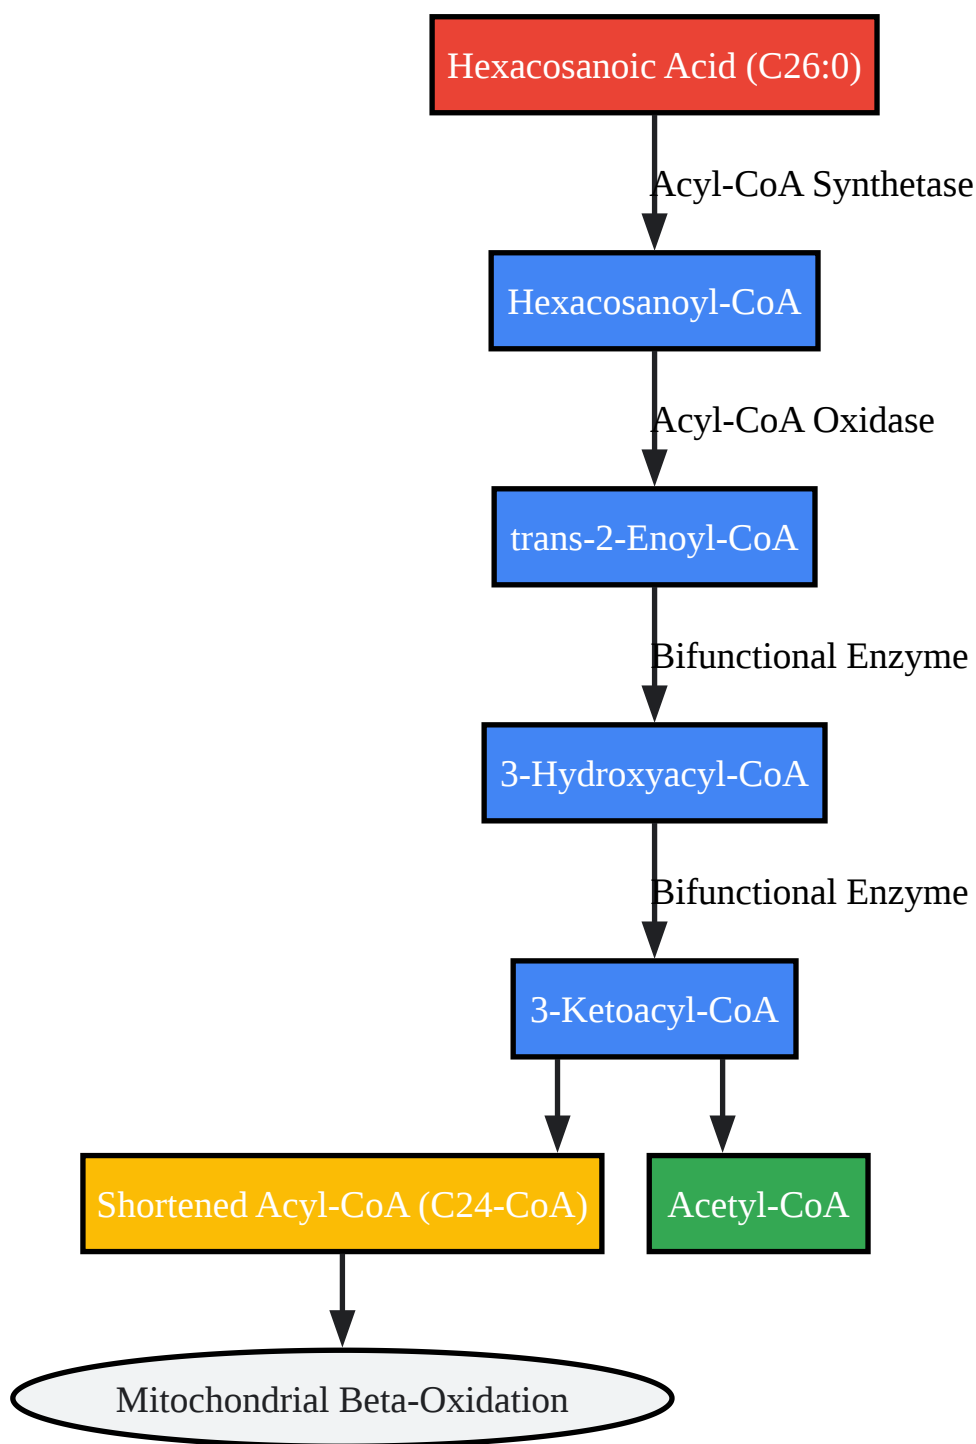 Hexacosanoic Acid (C26:0)
Acyl-CoA Synthetase
Hexacosanoyl-CoA
Acyl-CoA Oxidase
trans-2-Enoyl-CoA
Bifunctional Enzyme
3-Hydroxyacyl-CoA
Bifunctional Enzyme
3-Ketoacyl-CoA
Shortened Acyl-CoA (C24-CoA)
Acetyl-CoA
Mitochondrial Beta-Oxidation